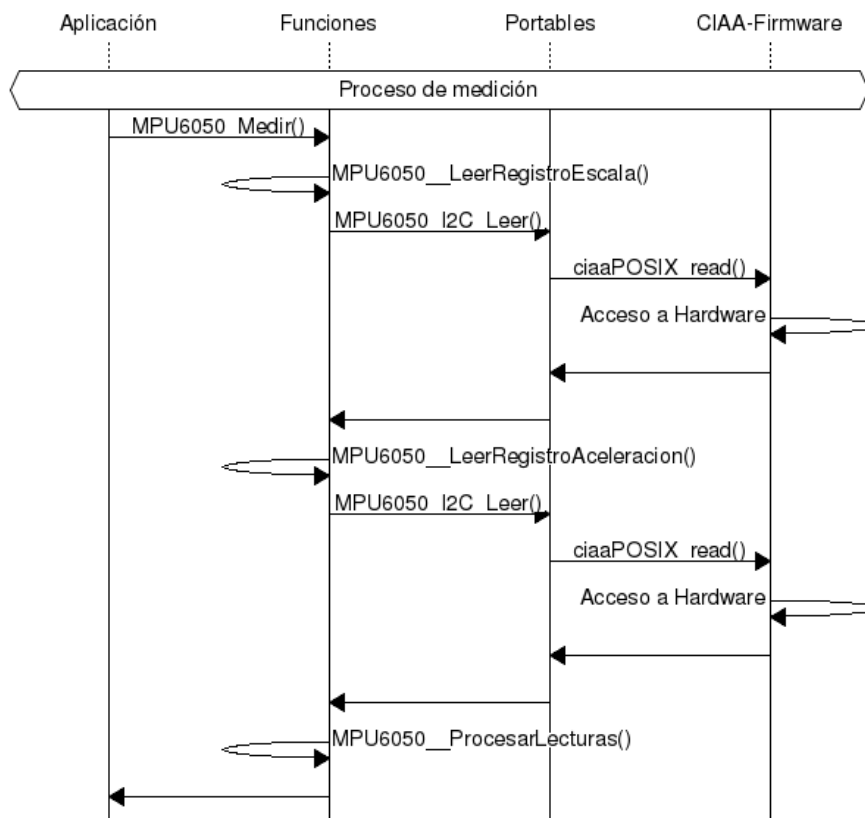 Aplicación Funciones Portables CIAA-Firmware
Proceso de medición
MPU6050_Medir()
MPU6050__LeerRegistroEscala()
MPU6050_I2C_Leer()
ciaaPOSIX_read()
Acceso a Hardware
MPU6050__LeerRegistroAceleracion()
MPU6050_I2C_Leer()
ciaaPOSIX_read()
Acceso a Hardware
MPU6050__ProcesarLecturas()